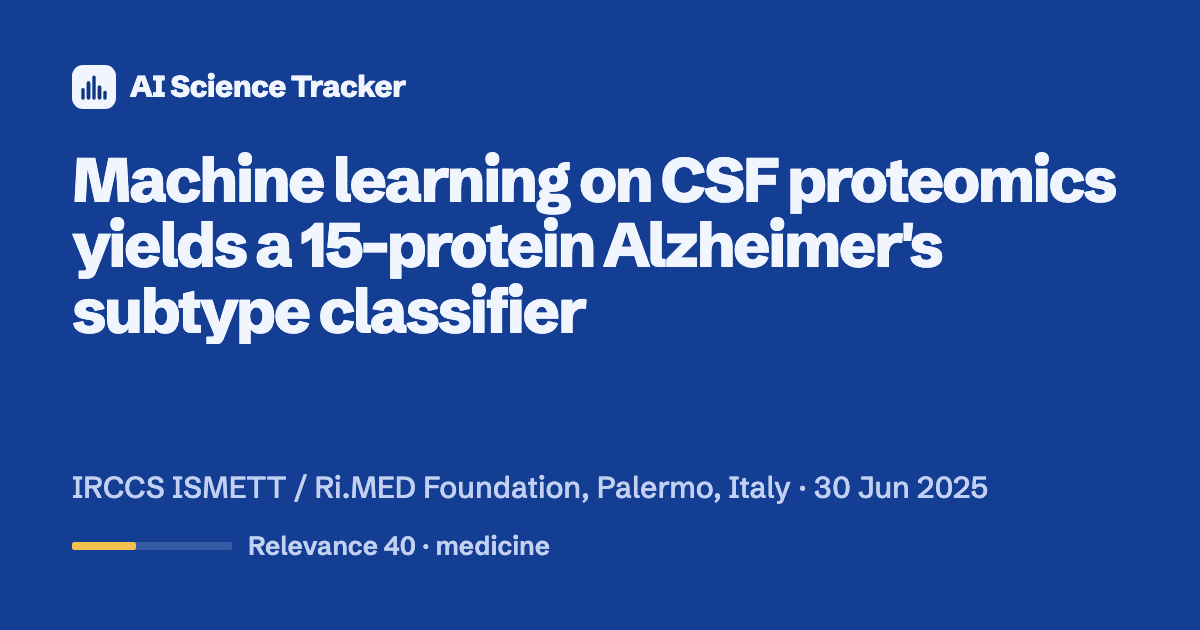 AI Science Tracker
Machine learning on CSF proteomics
yields a 15-protein Alzheimer's
subtype classifier
IRCCS ISMETT / Ri.MED Foundation, Palermo, Italy · 30 Jun 2025
Relevance 40 · medicine